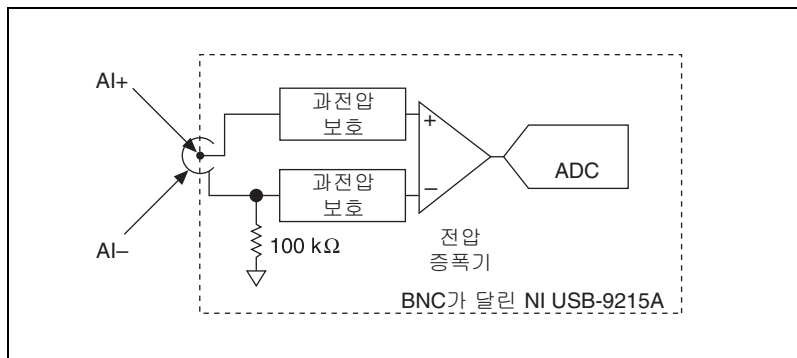 AI+
과전압
보호
+
ADC
과전압
보호
–
AI–
100 kΩ
전압
증폭기
BNC가 달린 NI USB-9215A